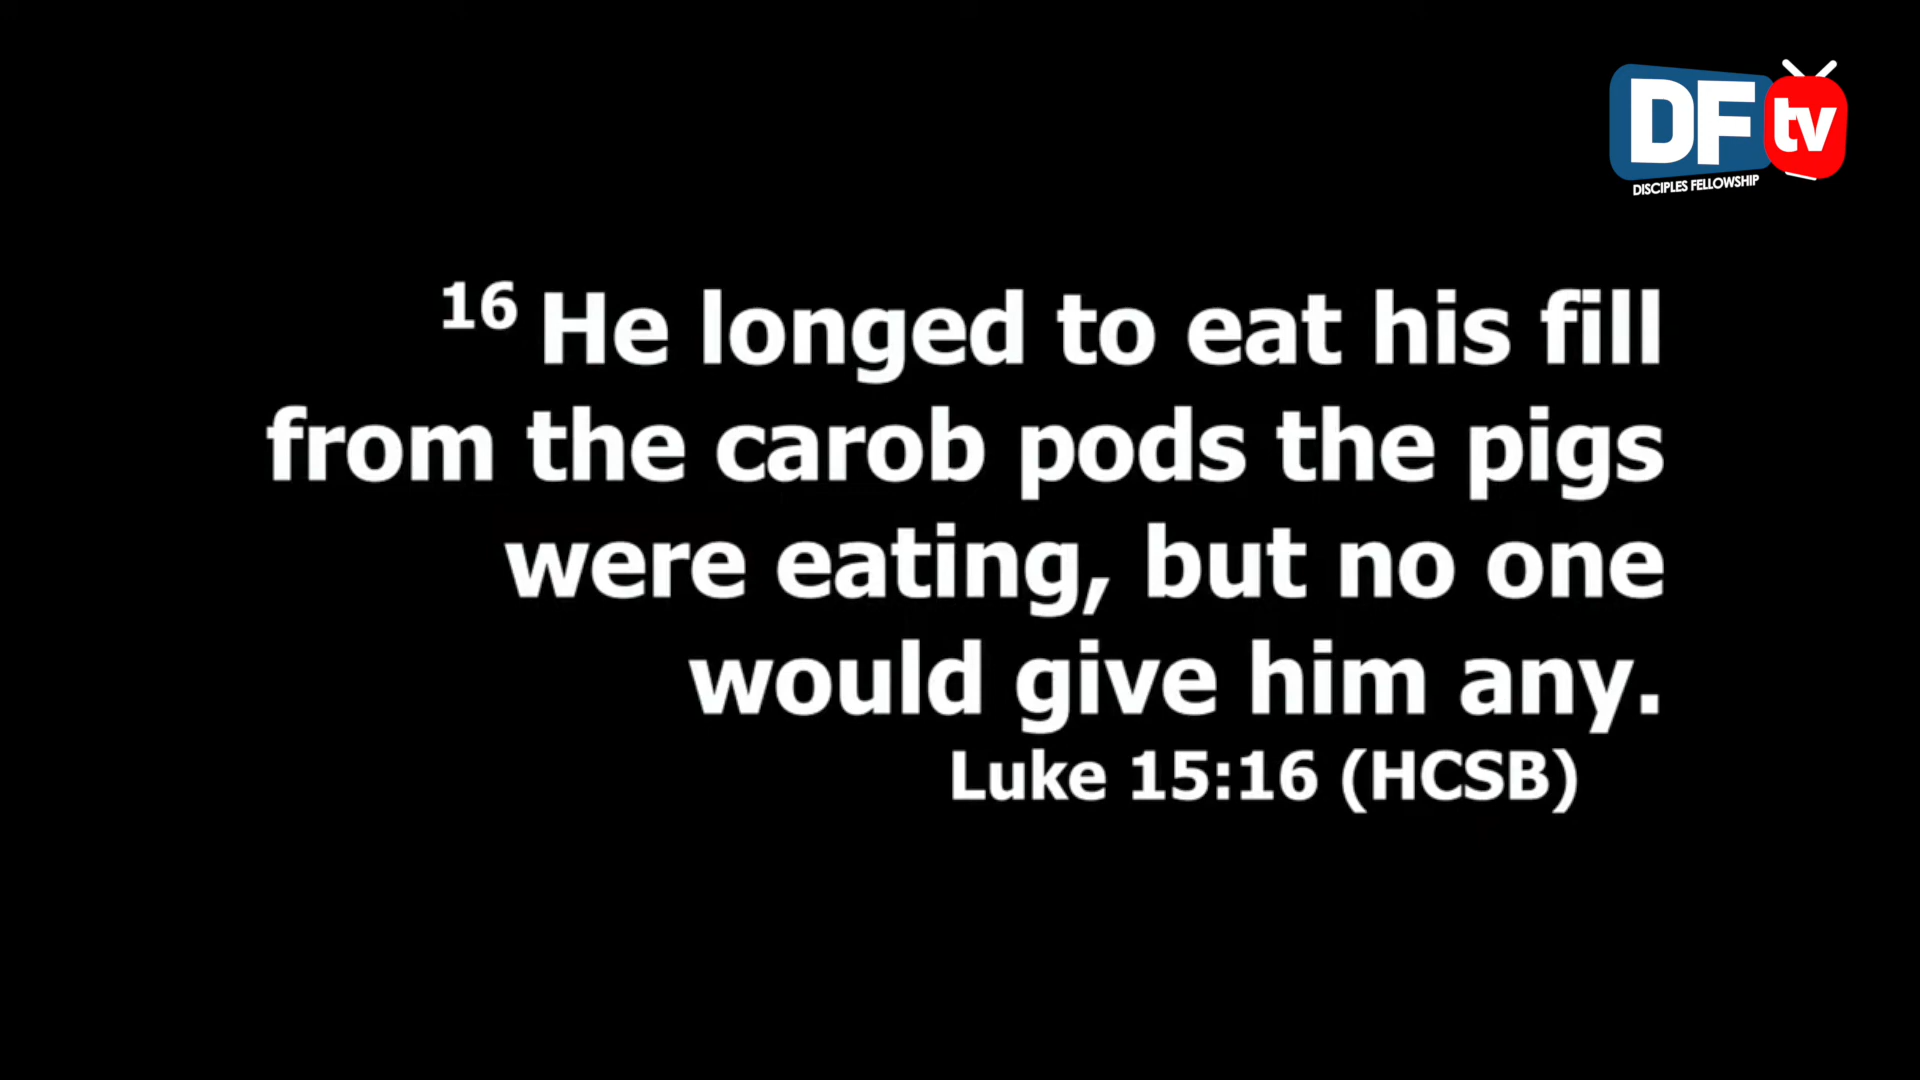 DF tv
DISCIPLES FELLOWSHIP
16 He longed to eat his fill
from the carob pods the pigs
were eating, but no one
would give him any.
Luke 15:16 (HCSB)